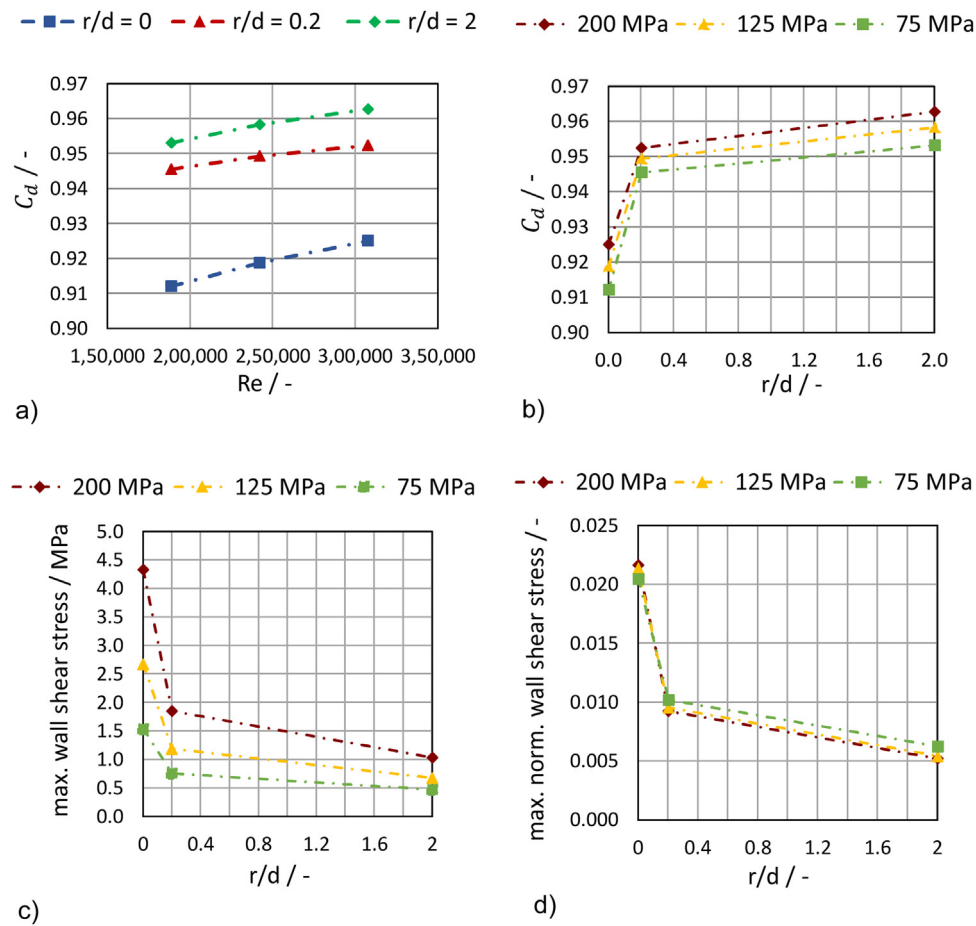 r/d = 0 r/d = 0.2 r/d = 2
0.97
0.96
0.95
0.94
0.93
0.92
0.91
0.90
C_d / -
1,50,000 2,00,000 2,50,000 3,00,000 3,50,000
Re / -
a)
200 MPa 125 MPa 75 MPa
0.97
0.96
0.95
0.94
0.93
0.92
0.91
0.90
C_d / -
0.0 0.4 0.8 1.2 1.6 2.0
r/d / -
b)
200 MPa 125 MPa 75 MPa
5.0
4.5
4.0
3.5
3.0
2.5
2.0
1.5
1.0
0.5
0.0
max. wall shear stress / MPa
0 0.4 0.8 1.2 1.6 2
r/d / -
c)
200 MPa 125 MPa 75 MPa
0.025
0.020
0.015
0.010
0.005
0.000
max. norm. wall shear stress / -
0 0.4 0.8 1.2 1.6 2
r/d / -
d)